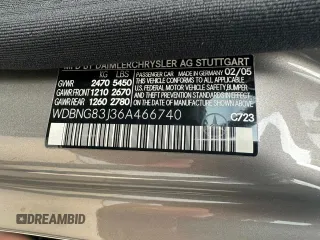 MFD BY DAIMLERCHRYSLER AG STUTTGART
KG LBS MADE IN GERMANY 02/05
GVWR 2470 5450
GAWR FRONT 1210 2670
GAWR REAR 1260 2780
THIS VEHICLE CONFORMS TO ALL APPLICABLE
U.S. FEDERAL MOTOR VEHICLE SAFETY, BUMPER,
AND THEFT PREVENTION STANDARDS IN EFFECT
ON THE DATE OF MANUFACTURE SHOWN ABOVE.
WDBNG83J36A466740
C723
DREAMBID